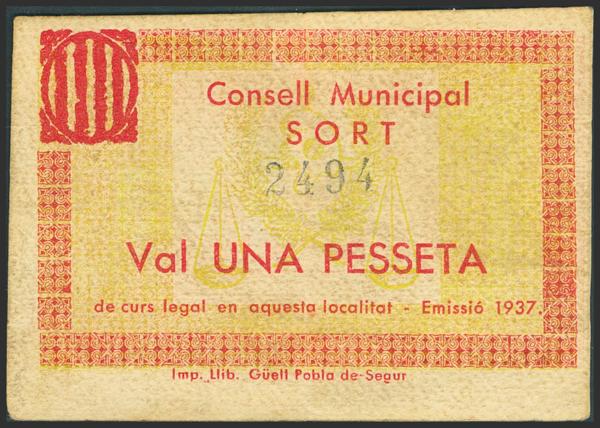 Consell Municipal
SORT
2494
Val UNA PESSETA
de curs legal en aquesta localitat - Emissió 1937.
Imp. Llib. Güell Pobla de-Segur